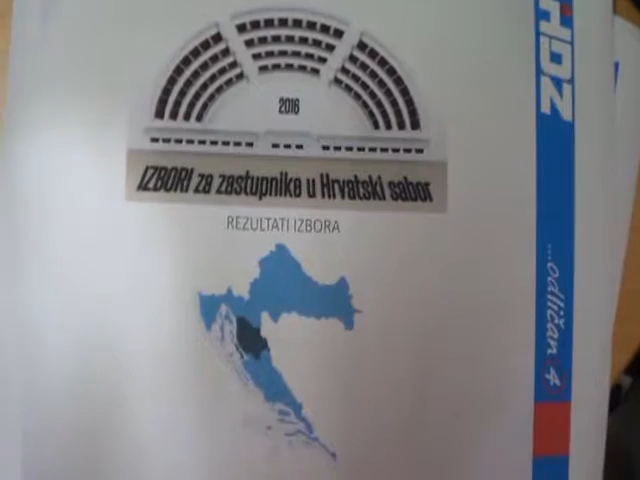 2016
IZBORI za zastupnike u Hrvatski sabor
REZULTATI IZBORA
HDZ
...odličan 4